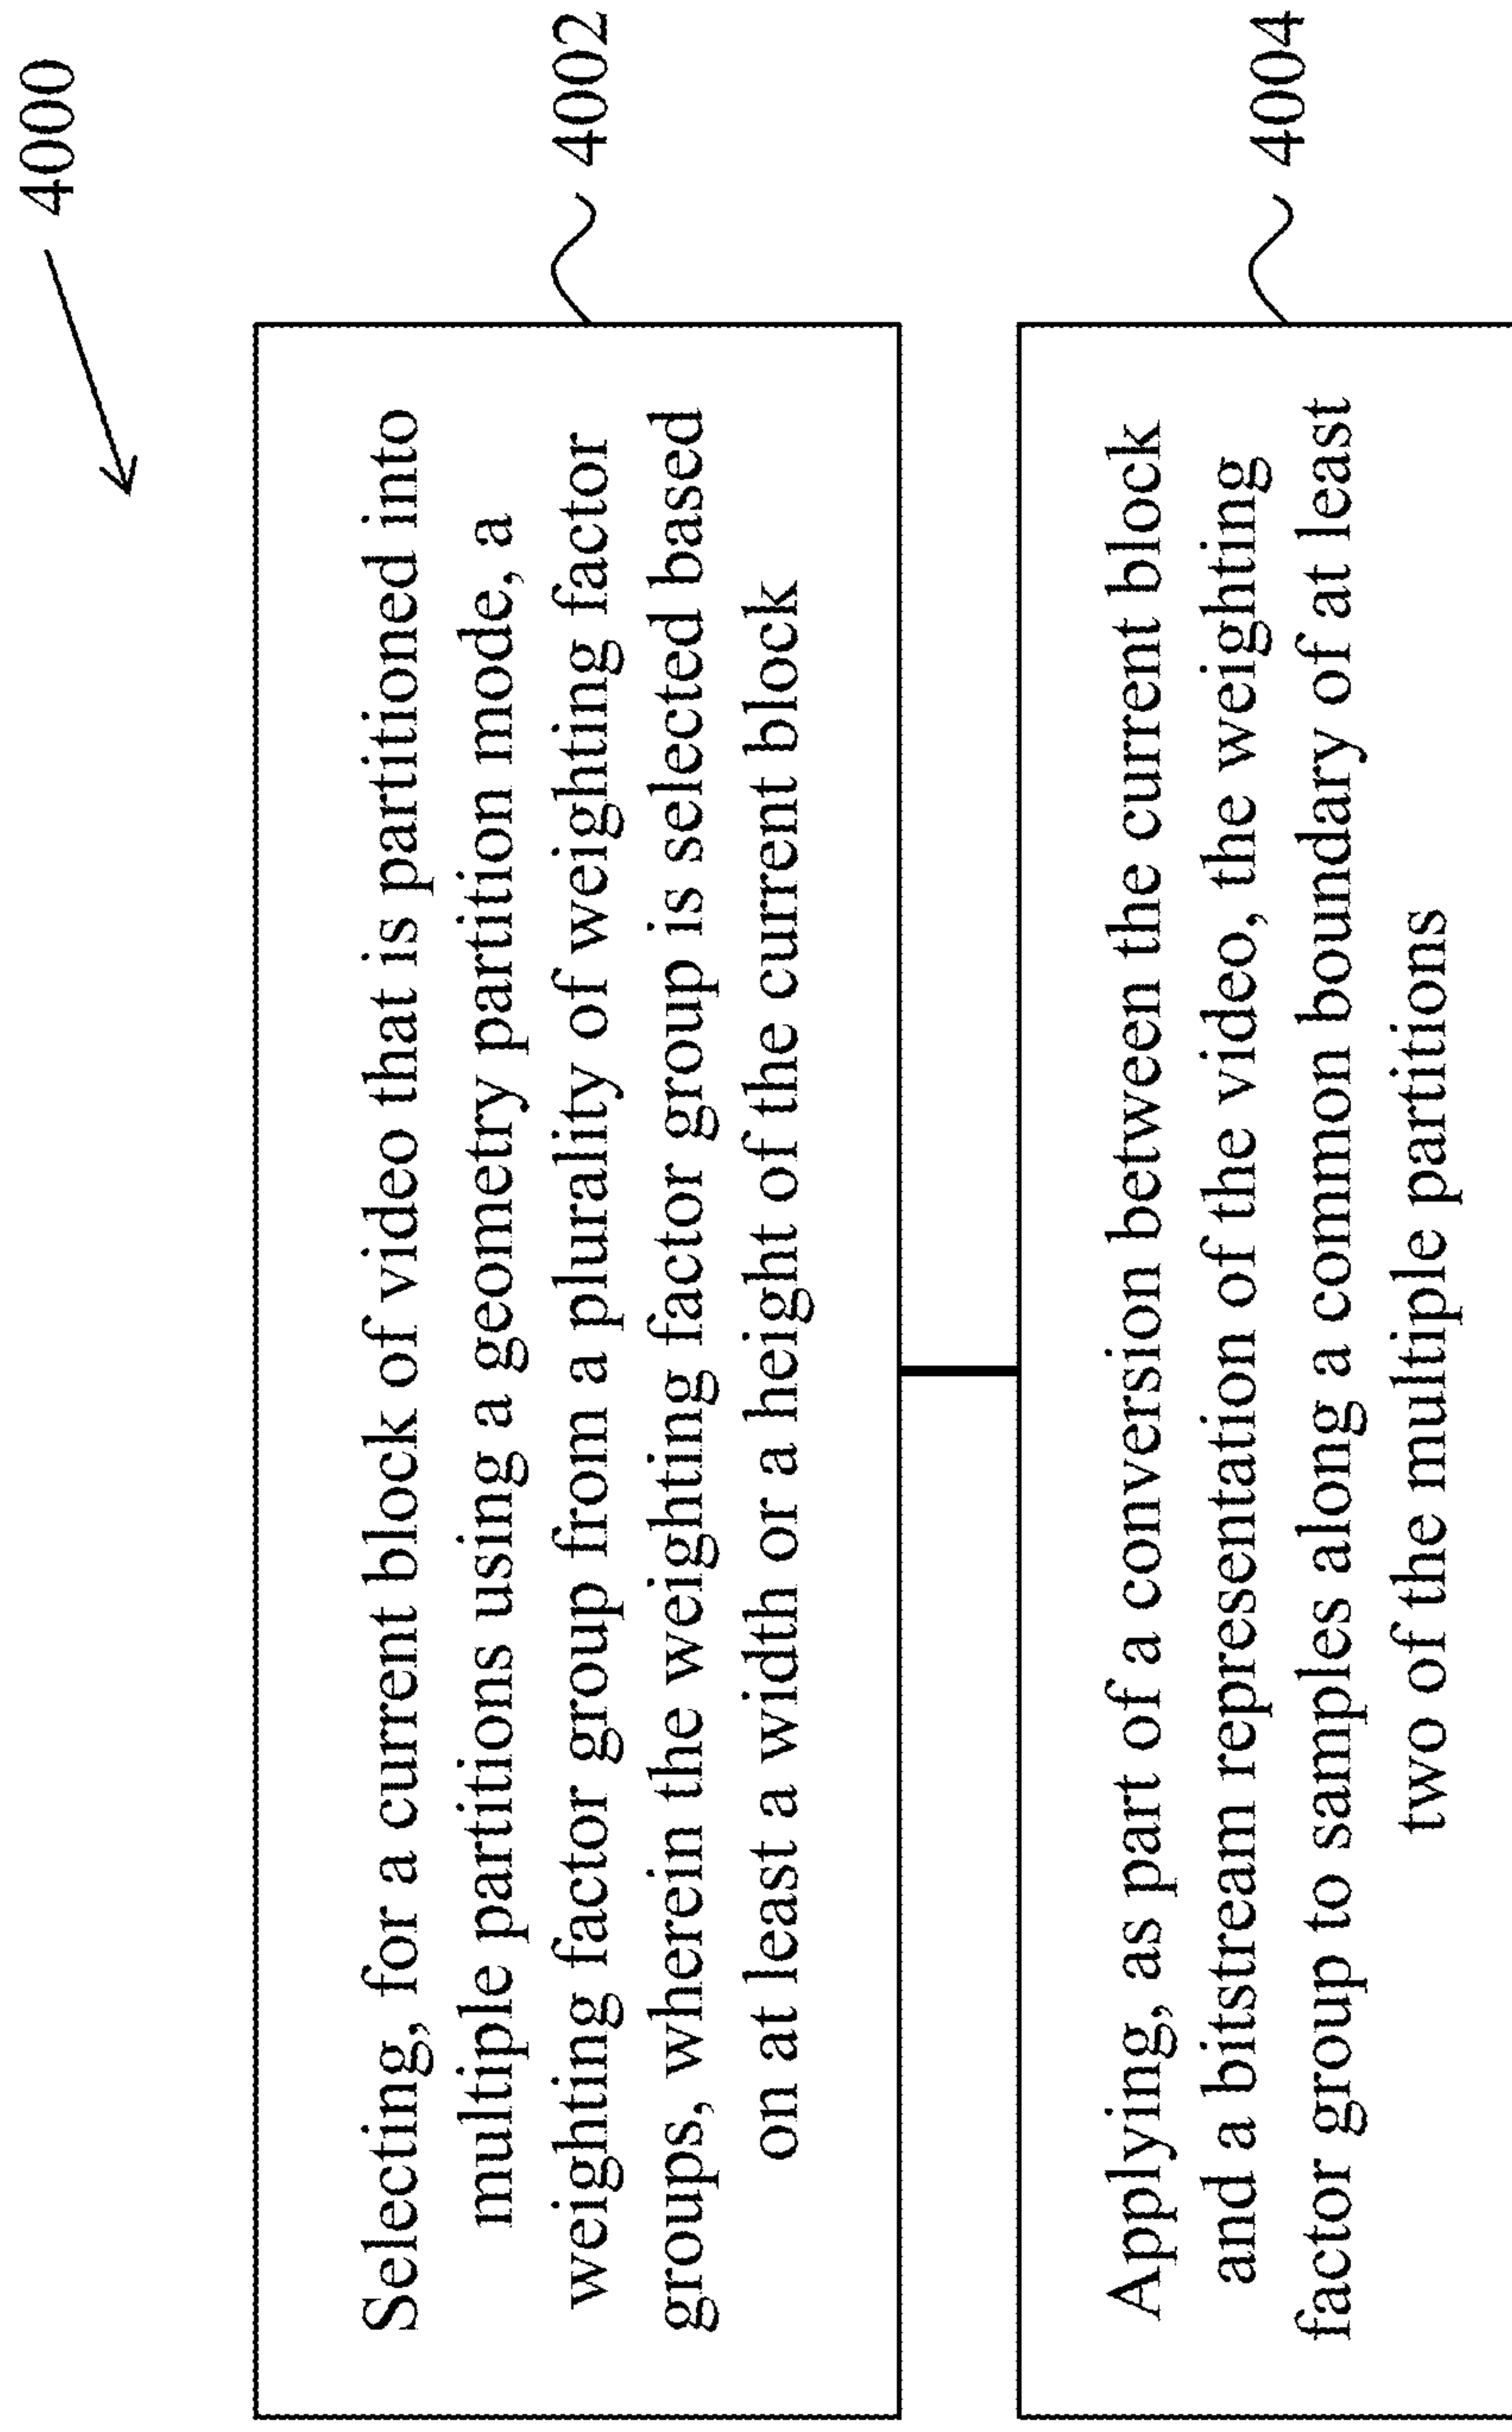 4000
Selecting, for a current block of video that is partitioned into
multiple partitions using a geometry partition mode, a
weighting factor group from a plurality of weighting factor
groups, wherein the weighting factor group is selected based
on at least a width or a height of the current block
4002
Applying, as part of a conversion between the current block
and a bitstream representation of the video, the weighting
factor group to samples along a common boundary of at least
two of the multiple partitions
4004